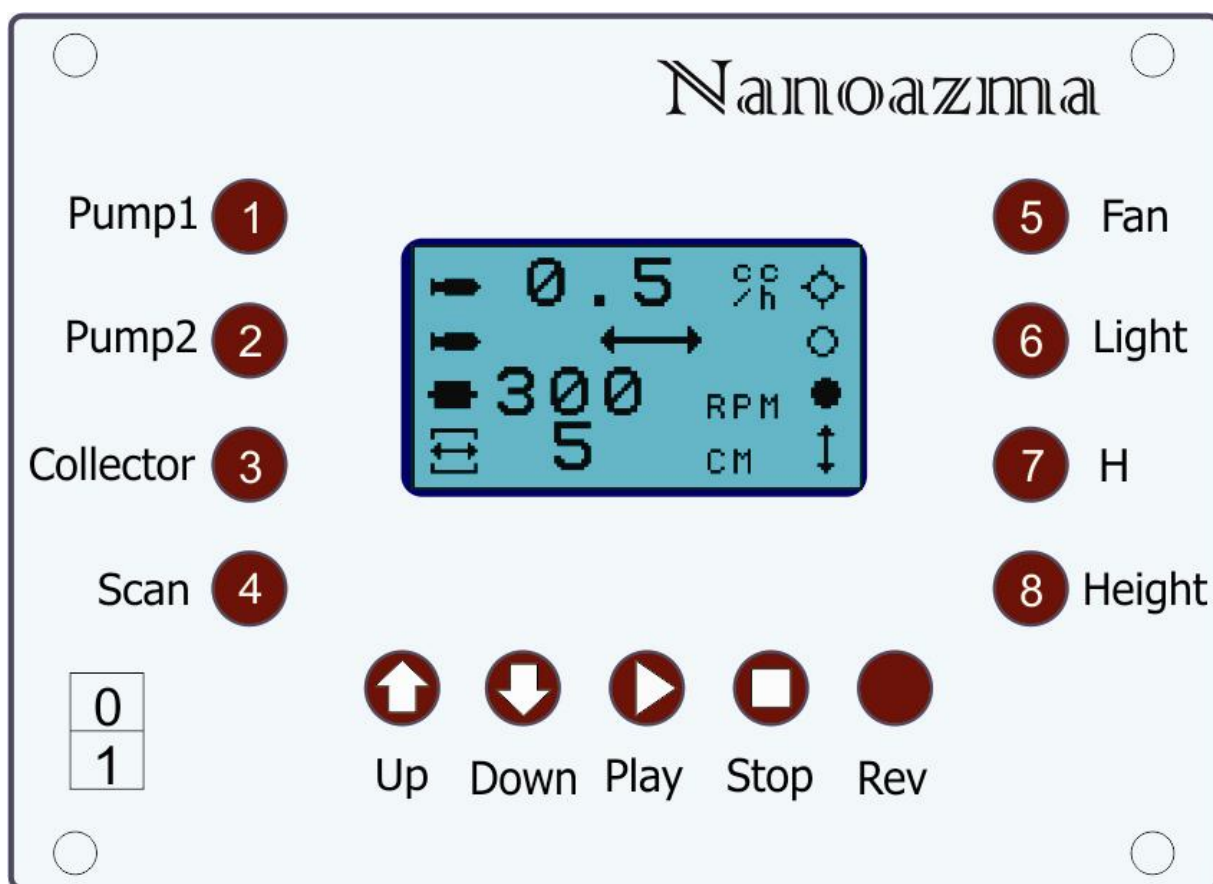 Nanoazma
Pump1 1
Pump2 2
Collector 3
Scan 4
0.5 cc/h
300 RPM
5 CM
5 Fan
6 Light
7 H
8 Height
0
1
Up Down Play Stop Rev